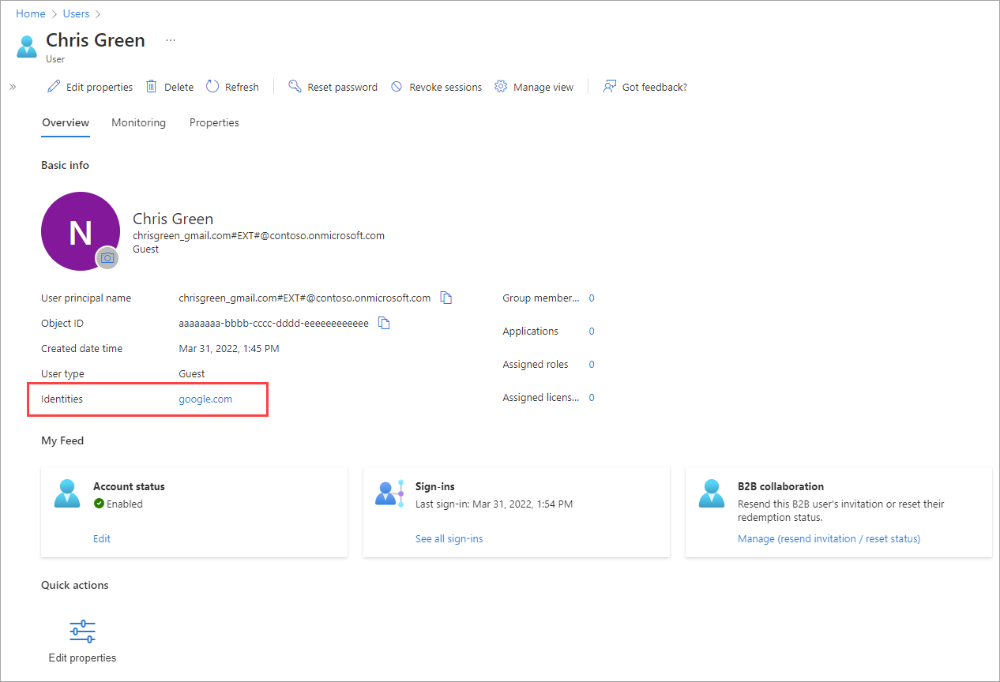 Home > Users >
Chris Green ...
User
» Edit properties Delete Refresh Reset password Revoke sessions Manage view Got feedback?
Overview Monitoring Properties
Basic info
N
Chris Green
chrisgreen_gmail.com#EXT#@contoso.onmicrosoft.com
Guest
User principal name chrisgreen_gmail.com#EXT#@contoso.onmicrosoft.com Group member... 0
Object ID aaaaaaaa-bbbb-cccc-dddd-eeeeeeeeeeee
Applications 0
Created date time Mar 31, 2022, 1:45 PM
Assigned roles 0
User type Guest
Identities google.com Assigned licens... 0
My Feed
Account status
Enabled
Edit
Sign-ins
Last sign-in: Mar 31, 2022, 1:54 PM
See all sign-ins
B2B collaboration
Resend this B2B user's invitation or reset their
redemption status.
Manage (resend invitation / reset status)
Quick actions
Edit properties